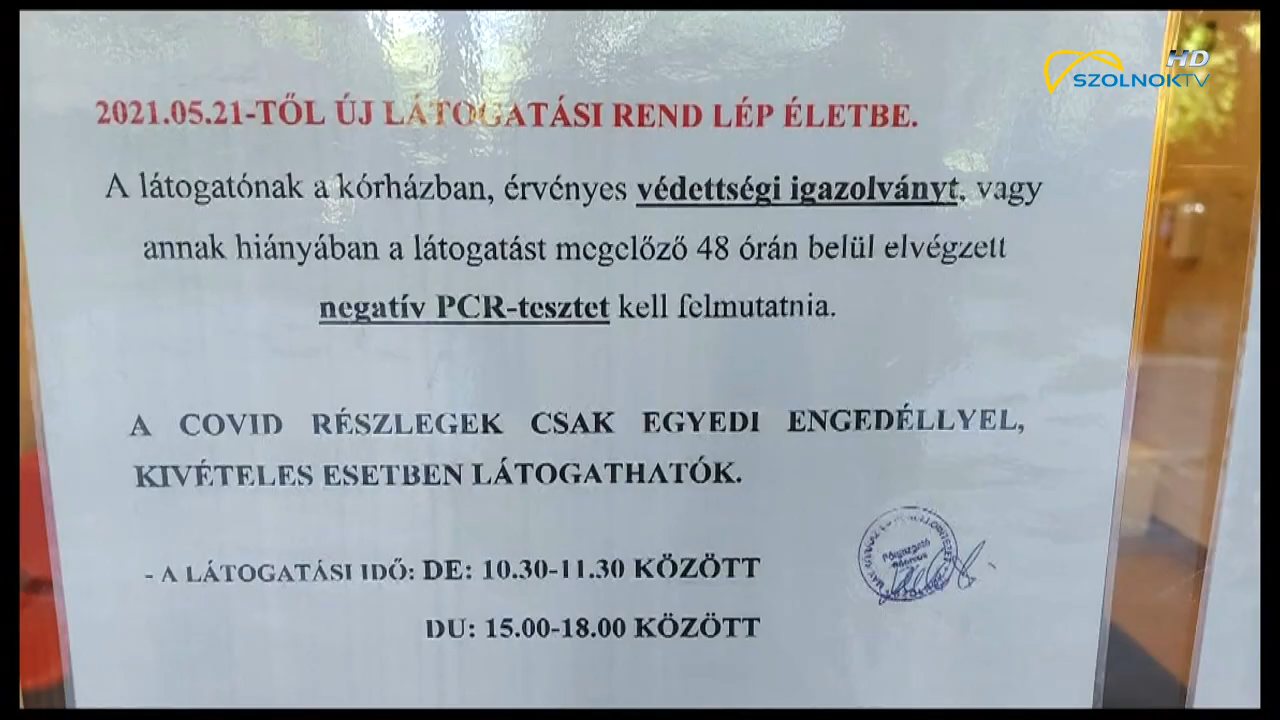 HD
SZOLNOKTV
2021.05.21-TŐL ÚJ LÁTOGATÁSI REND LÉP ÉLETBE.
A látogatónak a kórházban, érvényes védettségi igazolványt, vagy
annak hiányában a látogatást megelőző 48 órán belül elvégzett
negatív PCR-tesztet kell felmutatnia.
A COVID RÉSZLEGEK CSAK EGYEDI ENGEDÉLLYEL,
KIVÉTELES ESETBEN LÁTOGATHATÓK.
- A LÁTOGATÁSI IDŐ: DE: 10.30-11.30 KÖZÖTT
DU: 15.00-18.00 KÖZÖTT